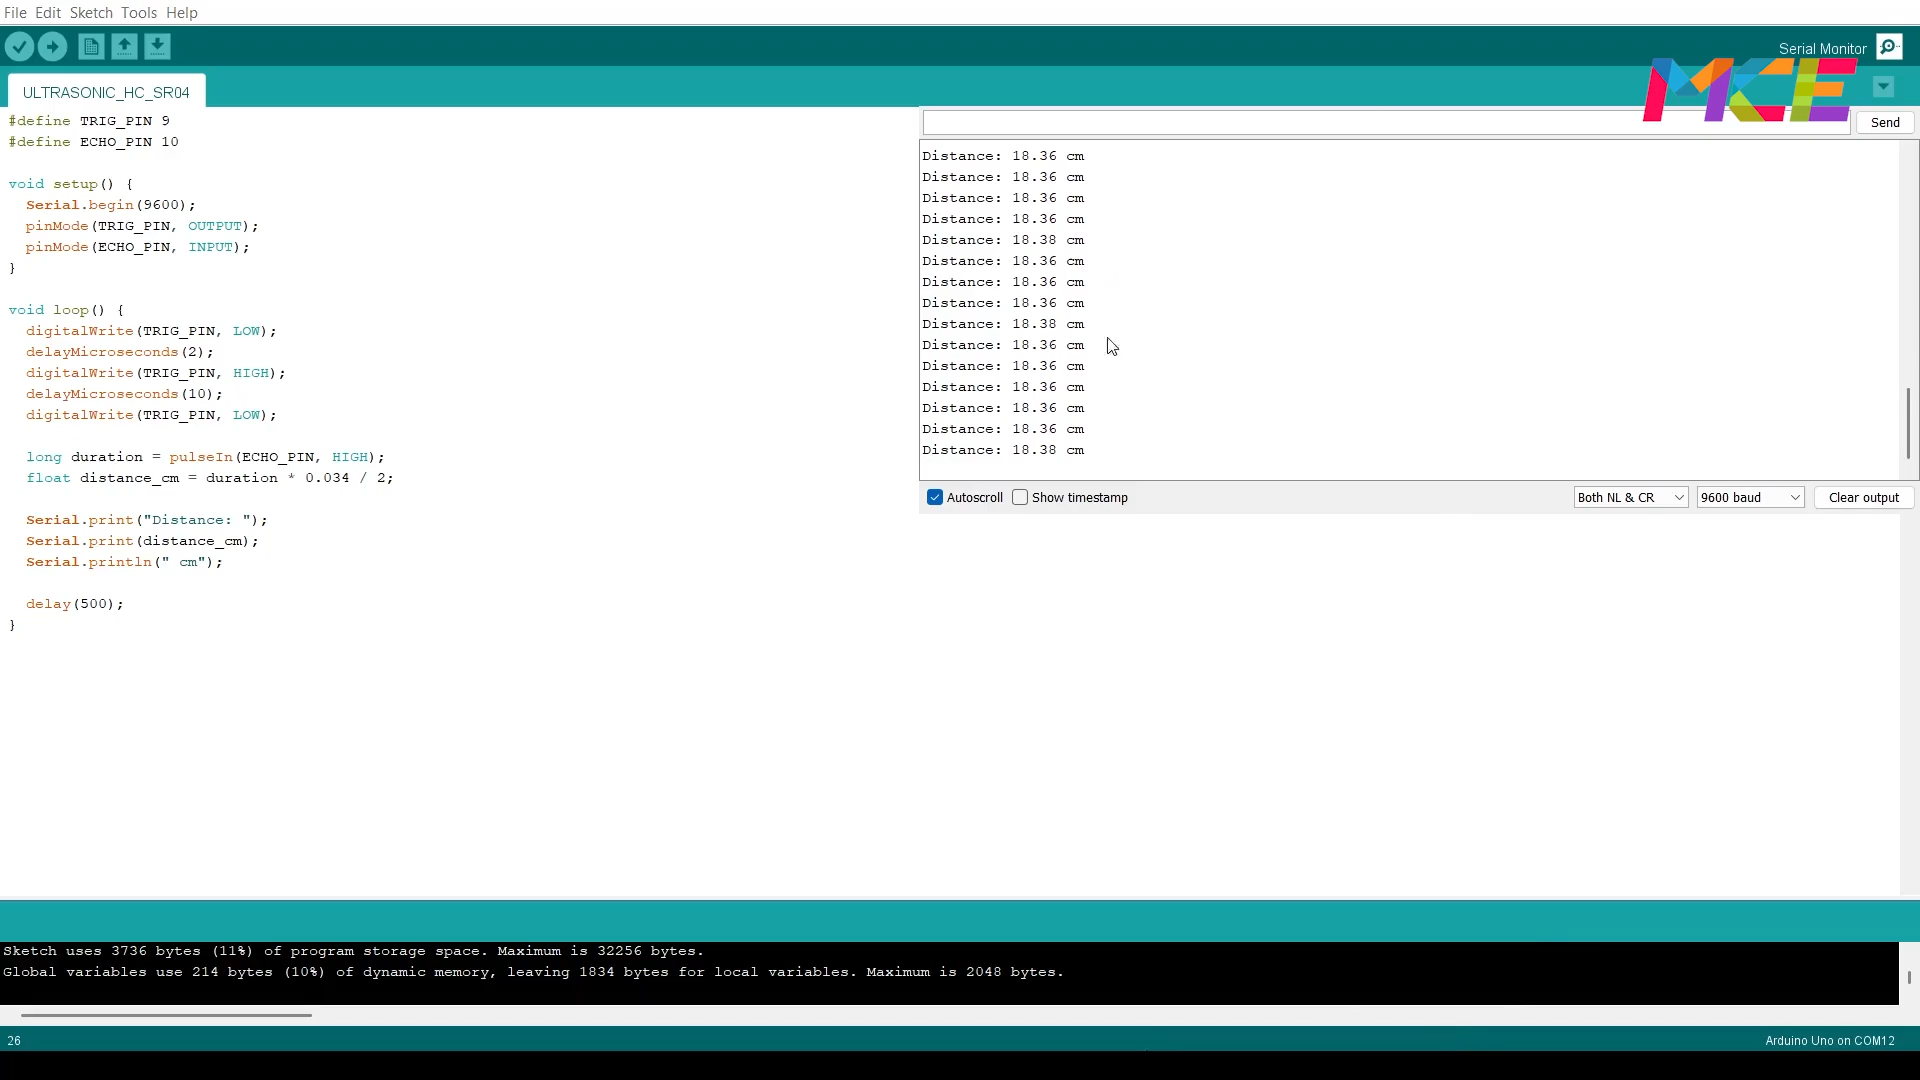 File Edit Sketch Tools Help
Serial Monitor
MCE
ULTRASONIC_HC_SR04
#define TRIG_PIN 9
#define ECHO_PIN 10
void setup() {
Serial.begin(9600);
pinMode(TRIG_PIN, OUTPUT);
pinMode(ECHO_PIN, INPUT);
}
void loop() {
digitalWrite(TRIG_PIN, LOW);
delayMicroseconds(2);
digitalWrite(TRIG_PIN, HIGH);
delayMicroseconds(10);
digitalWrite(TRIG_PIN, LOW);
long duration = pulseIn(ECHO_PIN, HIGH);
float distance_cm = duration * 0.034 / 2;
Serial.print("Distance: ");
Serial.print(distance_cm);
Serial.println(" cm");
delay(500);
}
Send
Distance: 18.36 cm
Distance: 18.36 cm
Distance: 18.36 cm
Distance: 18.36 cm
Distance: 18.38 cm
Distance: 18.36 cm
Distance: 18.36 cm
Distance: 18.36 cm
Distance: 18.38 cm
Distance: 18.36 cm
Distance: 18.36 cm
Distance: 18.36 cm
Distance: 18.36 cm
Distance: 18.36 cm
Distance: 18.38 cm
Autoscroll Show timestamp Both NL & CR 9600 baud Clear output
Sketch uses 3736 bytes (11%) of program storage space. Maximum is 32256 bytes.
Global variables use 214 bytes (10%) of dynamic memory, leaving 1834 bytes for local variables. Maximum is 2048 bytes.
26 Arduino Uno on COM12